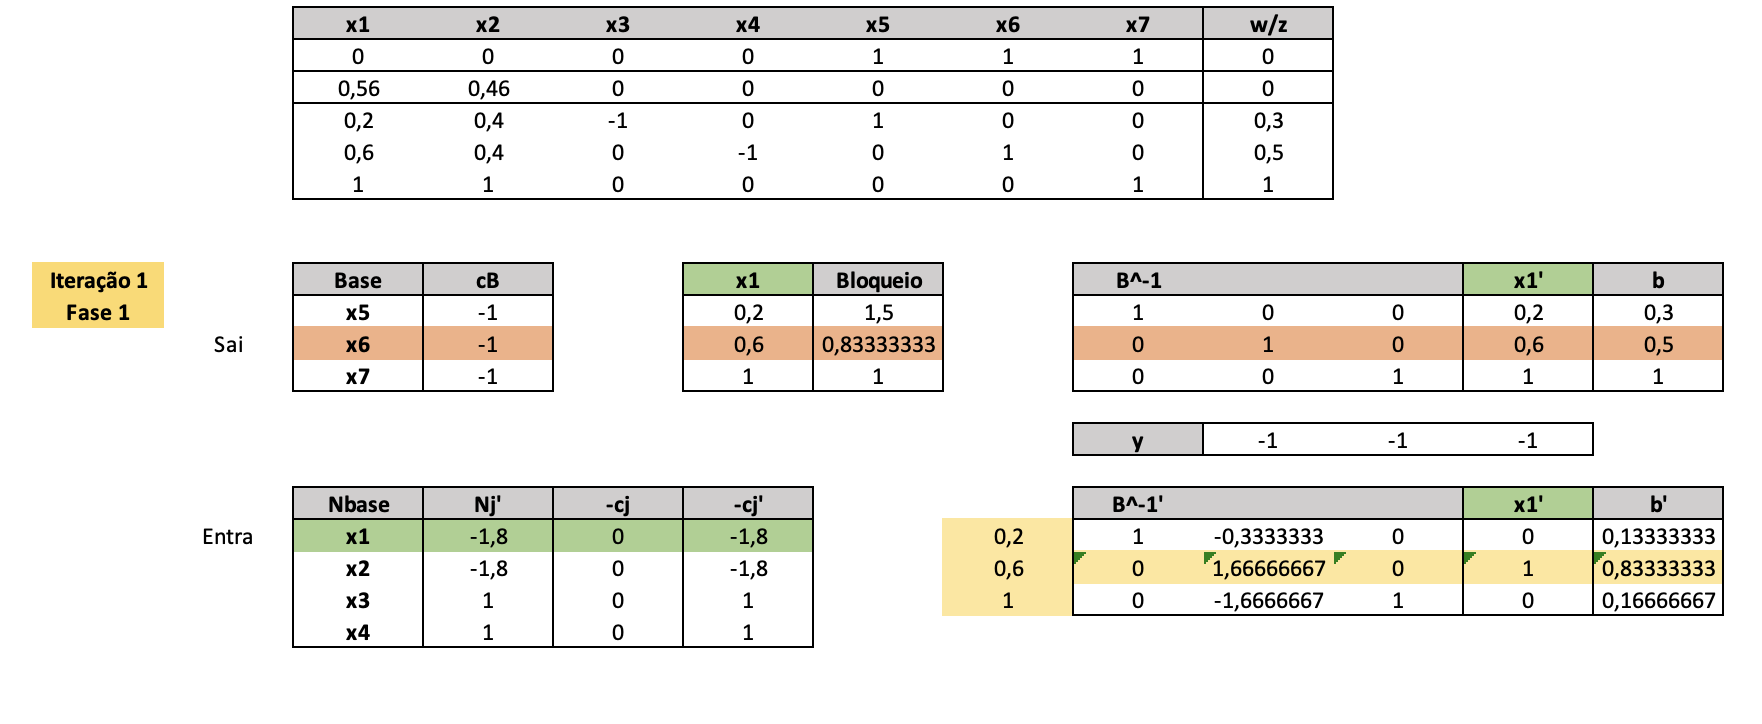 x1 x2 x3 x4 x5 x6 x7 w/z
0 0 0 0 1 1 1 0
0,56 0,46 0 0 0 0 0 0
0,2 0,4 -1 0 1 0 0 0,3
0,6 0,4 0 -1 0 1 0 0,5
1 1 0 0 0 0 1 1
Iteração 1 Base cB x1 Bloqueio B^-1 x1' b
Fase 1 x5 -1 0,2 1,5 1 0 0 0,2 0,3
Sai x6 -1 0,6 0,83333333 0 1 0 0,6 0,5
x7 -1 1 1 0 0 1 1 1
y -1 -1 -1
Nbase Nj' -cj -cj' B^-1' x1' b'
Entra x1 -1,8 0 -1,8 0,2 1 -0,3333333 0 0 0,13333333
x2 -1,8 0 -1,8 0,6 0 1,66666667 0 1 0,83333333
x3 1 0 1 1 0 -1,6666667 1 0 0,16666667
x4 1 0 1